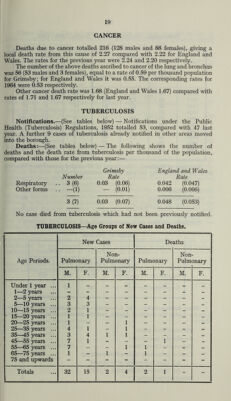 19
CANCER
Deaths due to cancer totalled 216 (128 males and 88 females), giving a
local death rate from this cause of 2.27 compared with 2.22 for England and
Wales. The rates for the previous year were 2.24 and 2.20 respectively.
The number of the above deaths ascribed to cancer of the lung and bronchus
was 56 (53 males and 3 females), equal to a rate of 0.59 per thousand population
for Grimsby; for England and Wales it was 0.55. The corresponding rates for
1964 were 0.53 respectively.
Other cancer death rate was 1.68 (England and Wales 1.67) compared with
rates of 1.71 and 1.67 respectively for last year.
TUBERCULOSIS
Notifications.—(See tables below) — Notifications under the Public
Health (Tuberculosis) Regulations, 1952 totalled 53, compared with 47 last
year. A further 9 cases of tuberculosis already notified in other areas moved
into the borough.
Deaths:—(See tables below) — The following shows the number of
deaths and the death rate from tuberculosis per thousand of the population,
compared with those for the previous year:—
Grimsby England and Wales
Number Rate Rate
Respiratory .. 3 (6) 0.03 (0.06) 0.042 (0.047)
Other forms .. —(1) — (0.01) 0.006 (0.006)
3 (7) 0.03 (0.07) 0.048 (0.053)
No case died from tuberculosis which had not been previously notified.
TUBERCULOSIS—Age Groups of New Cases and Deaths.
New Cases Deaths
Age Periods. Pulmonary Non-Pulmonary Pulmonary Non-Pulmonary
M. F. M. F. M. F. M. F.
Under 1 year ... 1 – – – – – – –
1—2 years ... – – – – – – – –
2—5 years ... 2 4 – – – – – –
5—10 years ... 3 3 – – – – – –
10—15 years ... 2 1 – – – – – –
15—20 years ... 1 1 – – – – – –
20—25 years ... 1 – – 1 – – – –
25—35 years ... 4 1 – 1 – – – –
35—45 years ... 3 4 1 1 – – – –
45—55 years ... 7 1 – – – 1 – –
55—65 years ... 7 – – 1 1 – – –
65—75 years ... 1 – 1 – 1 – – –
75 and upwards – – – – – – – –
Totals ... 32 15 2 4 2 1 – –